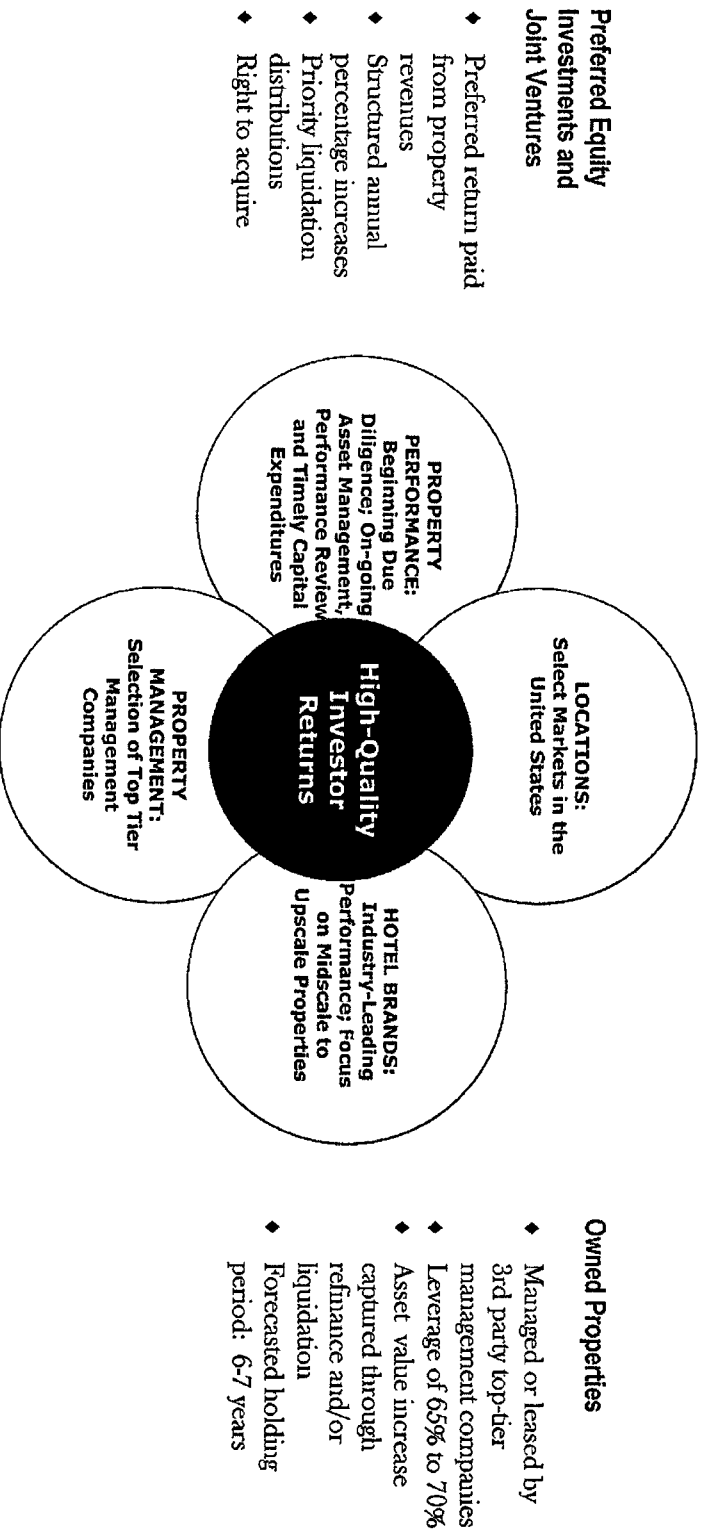 Preferred Equity
Investments and
Joint Ventures
♦ Preferred return paid
from property
revenues
♦ Structured annual
percentage increases
♦ Priority liquidation
distributions
♦ Right to acquire
LOCATIONS:
Select Markets in the
United States
PROPERTY
PERFORMANCE:
Beginning Due
Diligence; On-going
Asset Management,
Performance Review
and Timely Capital
Expenditures
High-Quality
Investor
Returns
HOTEL BRANDS:
Industry-Leading
Performance; Focus
on Midscale to
Upscale Properties
PROPERTY
MANAGEMENT:
Selection of Top Tier
Management
Companies
Owned Properties
♦ Managed or leased by
3rd party top-tier
management companies
♦ Leverage of 65% to 70%
♦ Asset value increase
captured through
refinance and/or
liquidation
♦ Forecasted holding
period: 6-7 years